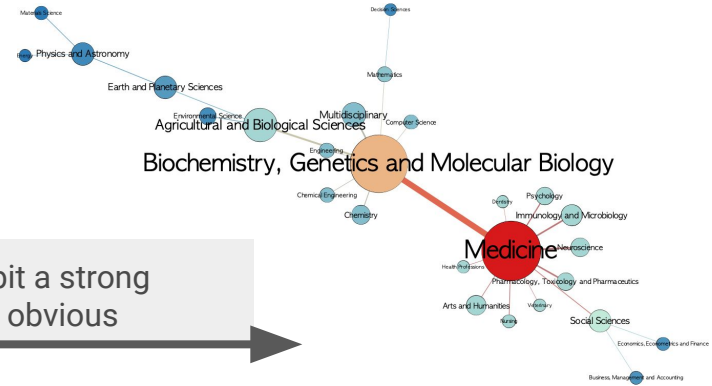 Materials Science
Decision Sciences
Energy
Physics and Astronomy
Mathematics
Earth and Planetary Sciences
Environmental Science
Multidisciplinary
Computer Science
Agricultural and Biological Sciences
Engineering
Biochemistry, Genetics and Molecular Biology
Chemical Engineering
Chemistry
Dentistry
Psychology
Immunology and Microbiology
Medicine
Neuroscience
Health Professions
Pharmacology, Toxicology and Pharmaceutics
Arts and Humanities
Veterinary
Nursing
Social Sciences
Economics, Econometrics and Finance
Business, Management and Accounting
bit a strong
obvious